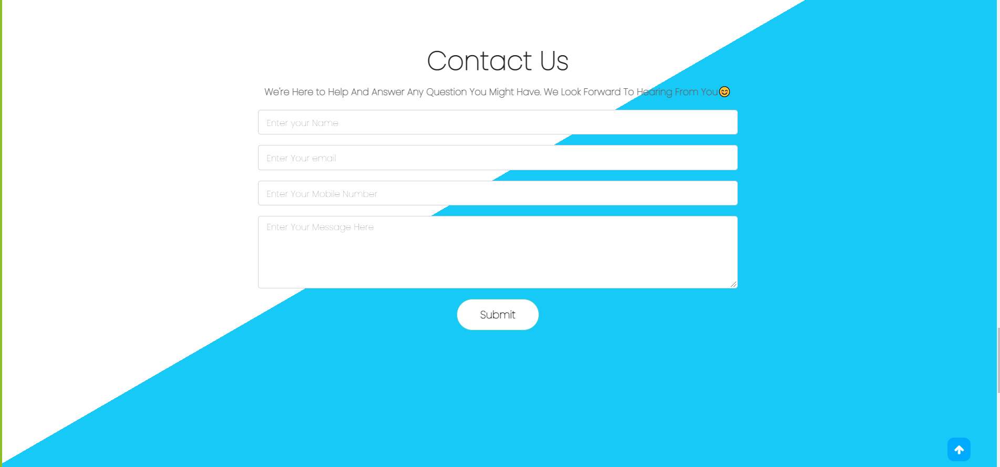 Contact Us
We're Here to Help And Answer Any Question You Might Have. We Look Forward To Hearing From You😊
Enter your Name
Enter Your email
Enter Your Mobile Number
Enter Your Message Here
Submit